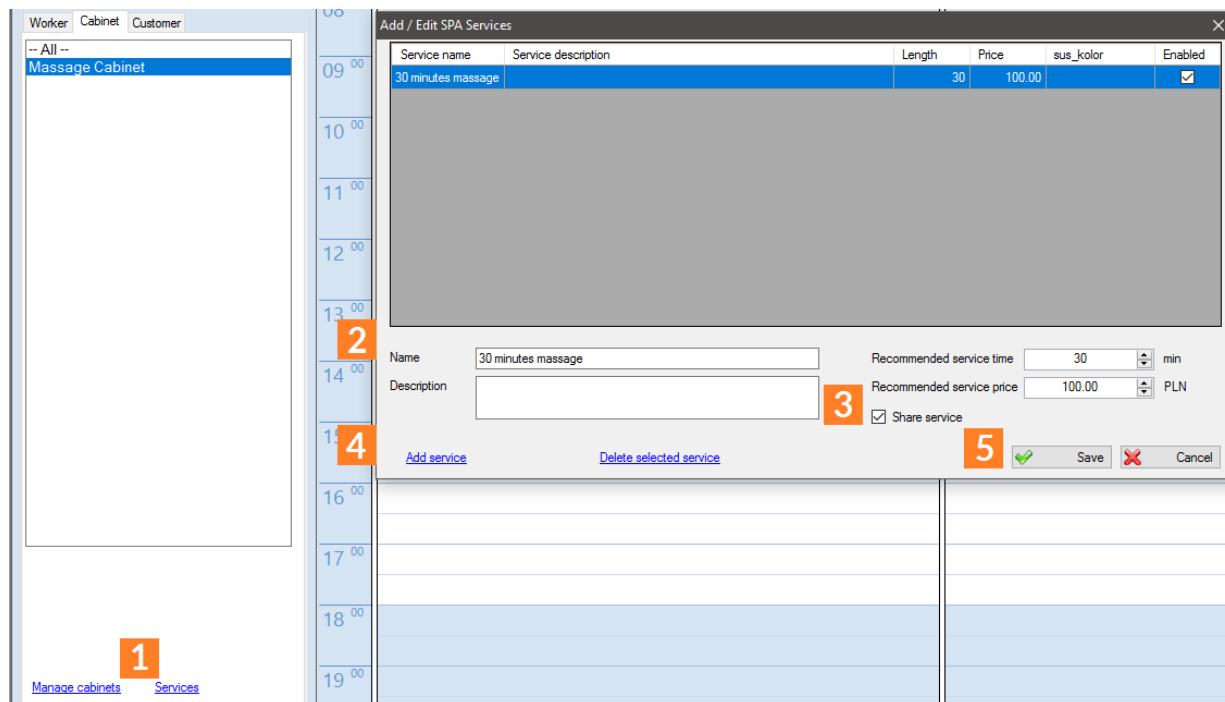 Worker Cabinet Customer
-- All --
Massage Cabinet
08
09 00
10 00
11 00
12 00
13 00
14 00
16 00
17 00
18 00
19 00
Add / Edit SPA Services
Service name Service description Length Price sus_kolor Enabled
30 minutes massage 30 100.00
2
Name 30 minutes massage Recommended service time 30 min
Description Recommended service price 100.00 PLN
3 Share service
4 Add service Delete selected service 5 Save Cancel
1
Manage cabinets Services